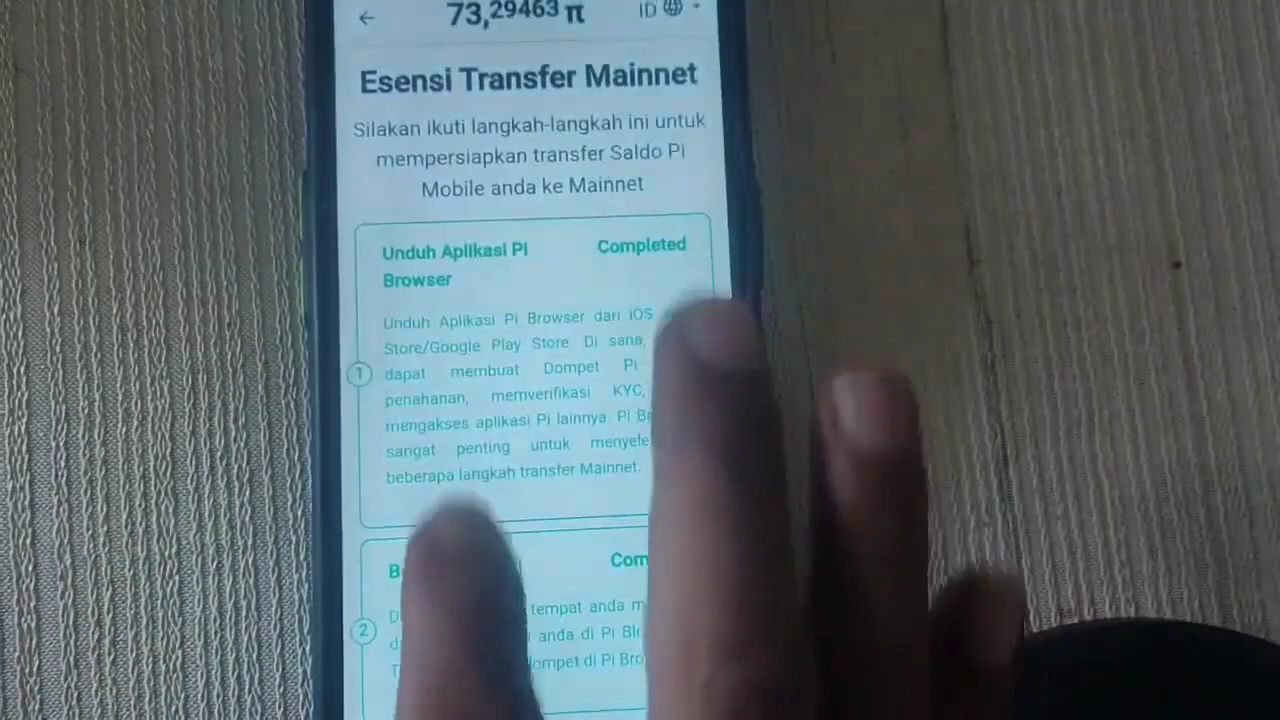 73,29463 π
ID
Esensi Transfer Mainnet
Silakan ikuti langkah-langkah ini untuk
mempersiapkan transfer Saldo Pi
Mobile anda ke Mainnet
Unduh Aplikasi Pi Completed
Browser
Unduh Aplikasi Pi Browser dari iOS
Store/Google Play Store. Di sana,
1 dapat membuat Dompet Pi
penahanan, memverifikasi KYC,
mengakses aplikasi Pi lainnya. Pi
sangat penting untuk
beberapa langkah transfer Mainnet.
2
tempat anda
anda di Pi
di Pi